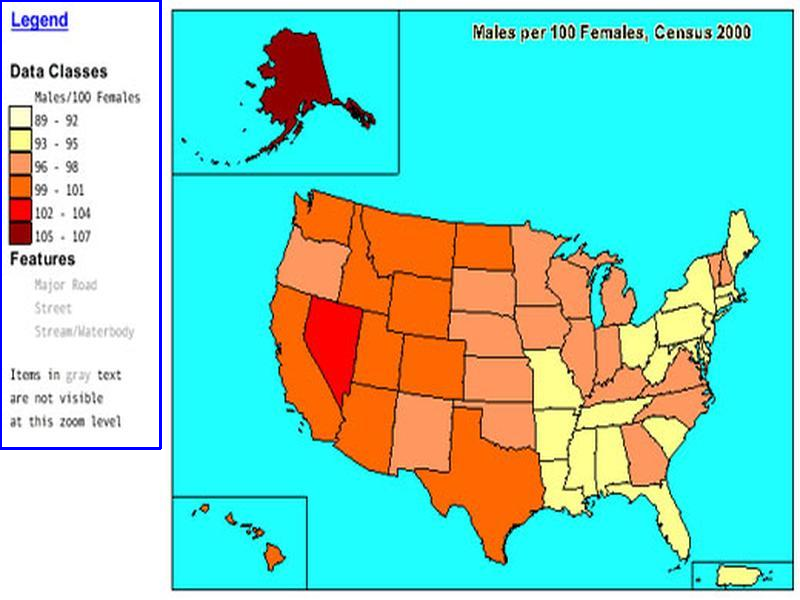 Legend
Males per 100 Females, Census 2000
Data Classes
Males/100 Females
89 - 92
93 - 95
96 - 98
99 - 101
102 - 104
105 - 107
Features
Major Road
Street
Stream/Waterbody
Items in gray text
are not visible
at this zoom level